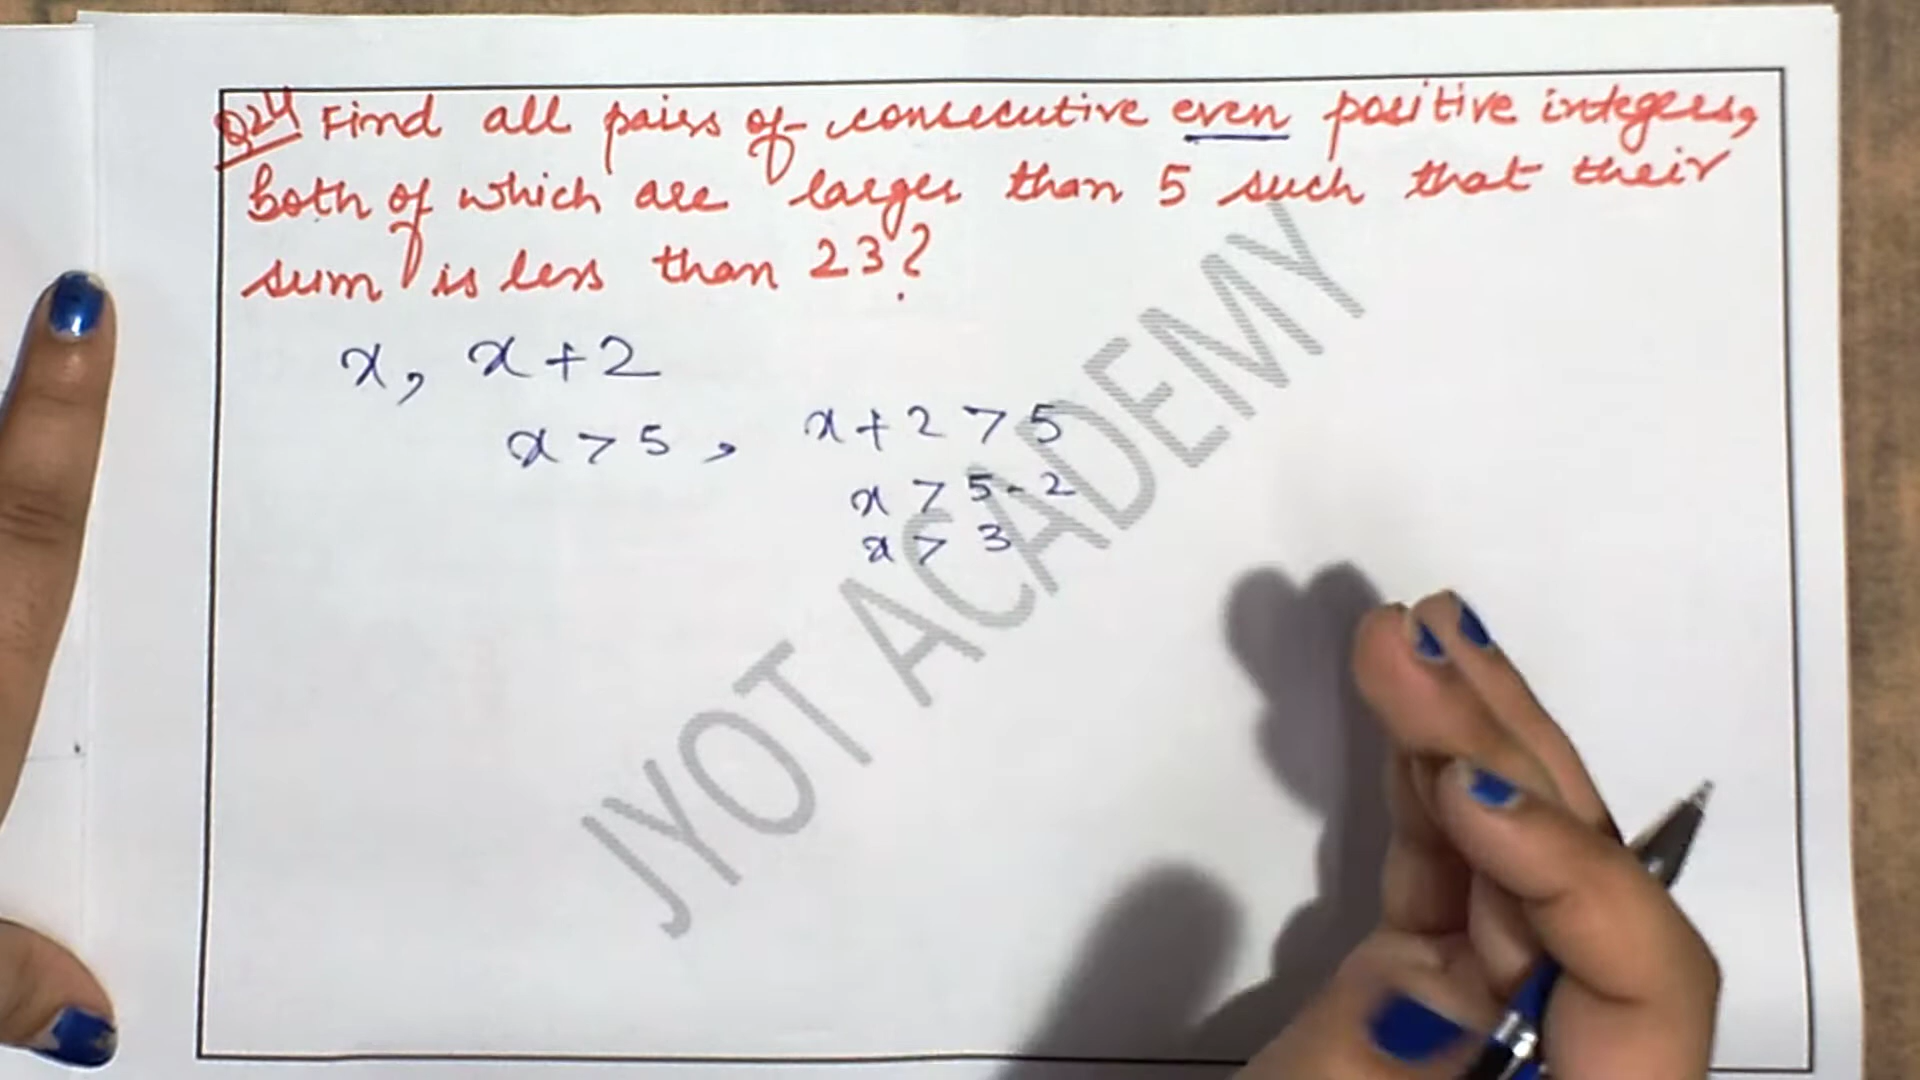 Q24 Find all pairs of consecutive even positive integers,
both of which are larger than 5 such that their
sum is less than 23?
x, x+2
x > 5, x+2 > 5
x > 5-2
x > 3
JYOT ACADEMY